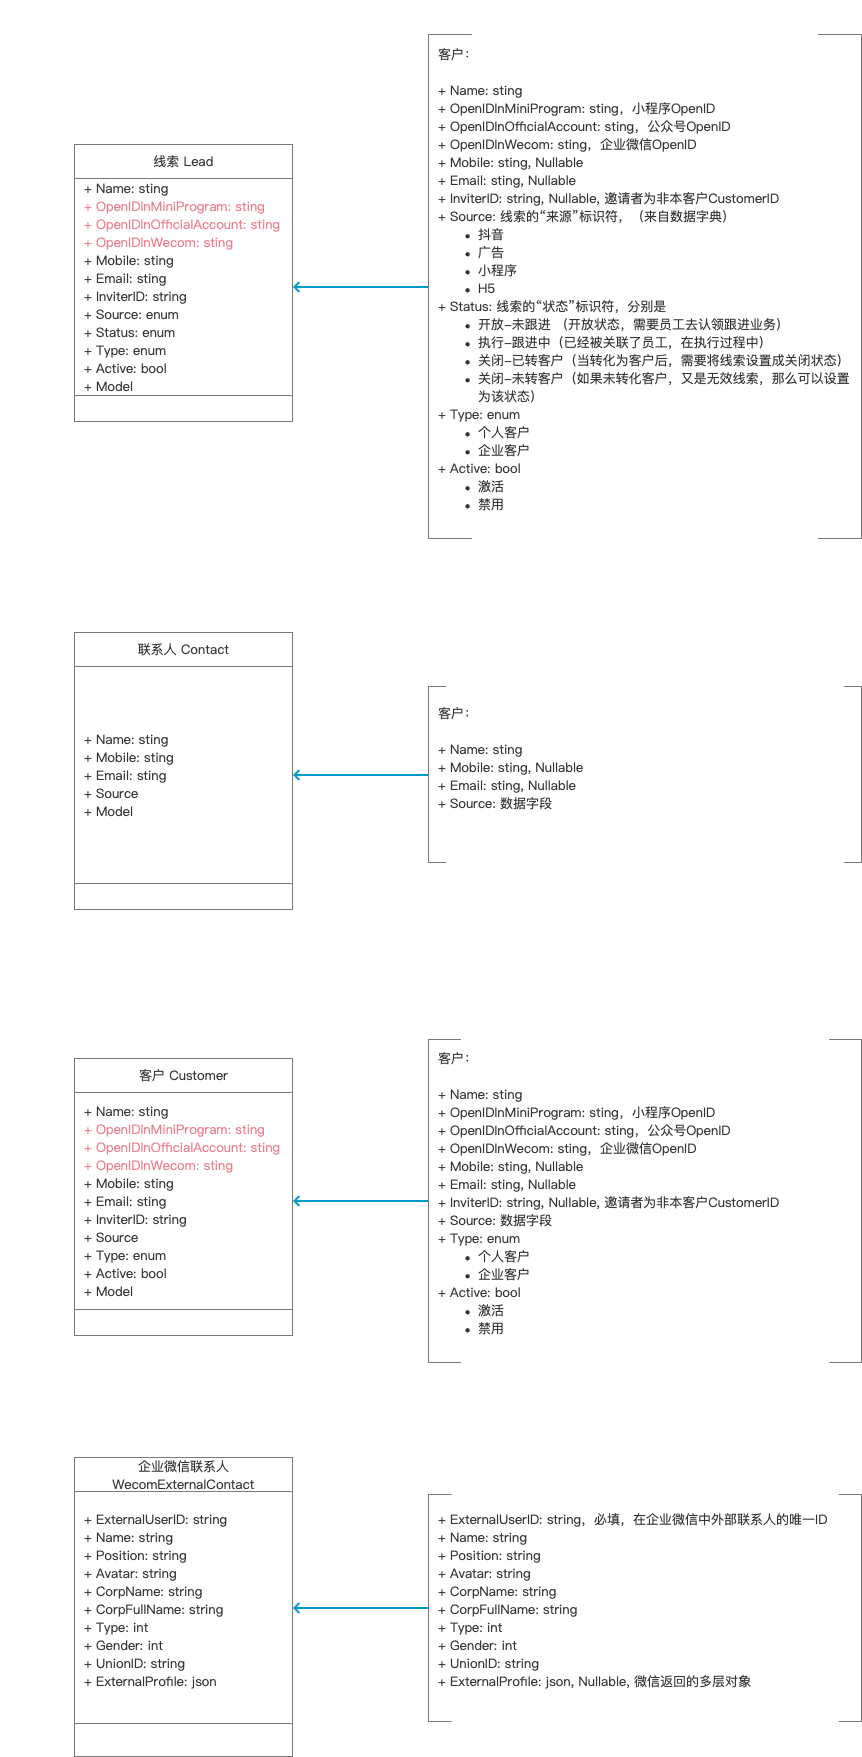 线索 Lead
+ Name: sting
+ OpenIDInMiniProgram: sting
+ OpenIDInOfficialAccount: sting
+ OpenIDInWecom: sting
+ Mobile: sting
+ Email: sting
+ InviterID: string
+ Source: enum
+ Status: enum
+ Type: enum
+ Active: bool
+ Model
客户：
+ Name: sting
+ OpenIDInMiniProgram: sting，小程序OpenID
+ OpenIDInOfficialAccount: sting，公众号OpenID
+ OpenIDInWecom: sting，企业微信OpenID
+ Mobile: sting, Nullable
+ Email: sting, Nullable
+ InviterID: string, Nullable, 邀请者为非本客户CustomerID
+ Source: 线索的“来源”标识符，（来自数据字典）
• 抖音
• 广告
• 小程序
• H5
+ Status: 线索的“状态”标识符，分别是
• 开放-未跟进 （开放状态，需要员工去认领跟进业务）
• 执行-跟进中（已经被关联了员工，在执行过程中）
• 关闭-已转客户（当转化为客户后，需要将线索设置成关闭状态）
• 关闭-未转客户（如果未转化客户，又是无效线索，那么可以设置
为该状态）
+ Type: enum
• 个人客户
• 企业客户
+ Active: bool
• 激活
• 禁用
联系人 Contact
+ Name: sting
+ Mobile: sting
+ Email: sting
+ Source
+ Model
客户：
+ Name: sting
+ Mobile: sting, Nullable
+ Email: sting, Nullable
+ Source: 数据字段
客户 Customer
+ Name: sting
+ OpenIDInMiniProgram: sting
+ OpenIDInOfficialAccount: sting
+ OpenIDInWecom: sting
+ Mobile: sting
+ Email: sting
+ InviterID: string
+ Source
+ Type: enum
+ Active: bool
+ Model
客户：
+ Name: sting
+ OpenIDInMiniProgram: sting，小程序OpenID
+ OpenIDInOfficialAccount: sting，公众号OpenID
+ OpenIDInWecom: sting，企业微信OpenID
+ Mobile: sting, Nullable
+ Email: sting, Nullable
+ InviterID: string, Nullable, 邀请者为非本客户CustomerID
+ Source: 数据字段
+ Type: enum
• 个人客户
• 企业客户
+ Active: bool
• 激活
• 禁用
企业微信联系人
WecomExternalContact
+ ExternalUserID: string
+ Name: string
+ Position: string
+ Avatar: string
+ CorpName: string
+ CorpFullName: string
+ Type: int
+ Gender: int
+ UnionID: string
+ ExternalProfile: json
+ ExternalUserID: string，必填，在企业微信中外部联系人的唯一ID
+ Name: string
+ Position: string
+ Avatar: string
+ CorpName: string
+ CorpFullName: string
+ Type: int
+ Gender: int
+ UnionID: string
+ ExternalProfile: json, Nullable, 微信返回的多层对象